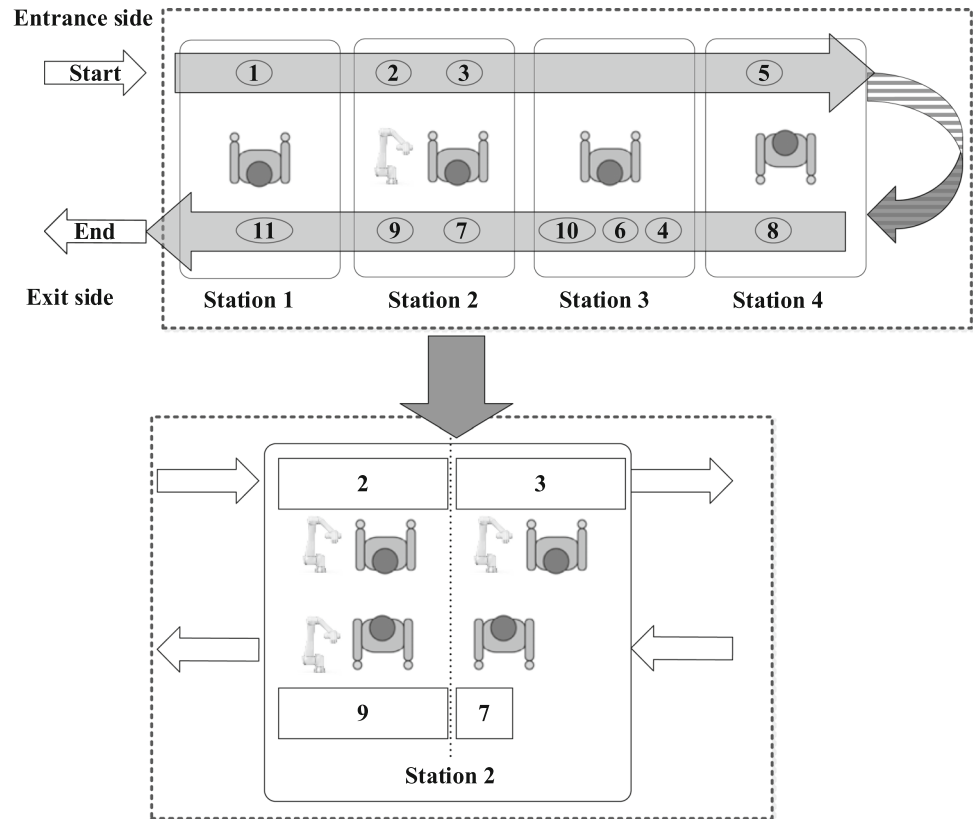 Entrance side
Start
1
2
3
5
End
11
9
7
10
6
4
8
Exit side
Station 1
Station 2
Station 3
Station 4
2
3
9
7
Station 2